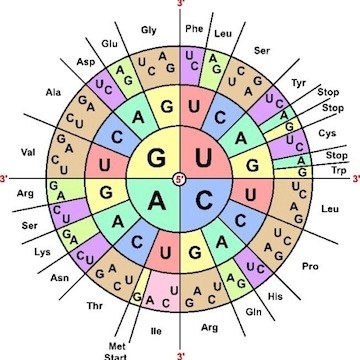 3'
Gly Phe Leu
Glu Ser
Asp Tyr
Ala Stop
Stop
Cys
Val Stop
3' 5' Trp 3'
Arg Leu
Ser
Lys Pro
Asn His
Thr Gln
Met Ile Arg
Start
3'
G U
A C
U C A G
U C A G
U C A G
U C A G
U C
A G
U C A G
U C
A
G
U C
A
G
U C A G
U C A G
U C
A G
U C A G
U C A
G
U C A G
U C
A G
U C
A G
U C A G
U C A G
U C
A G
U C A G